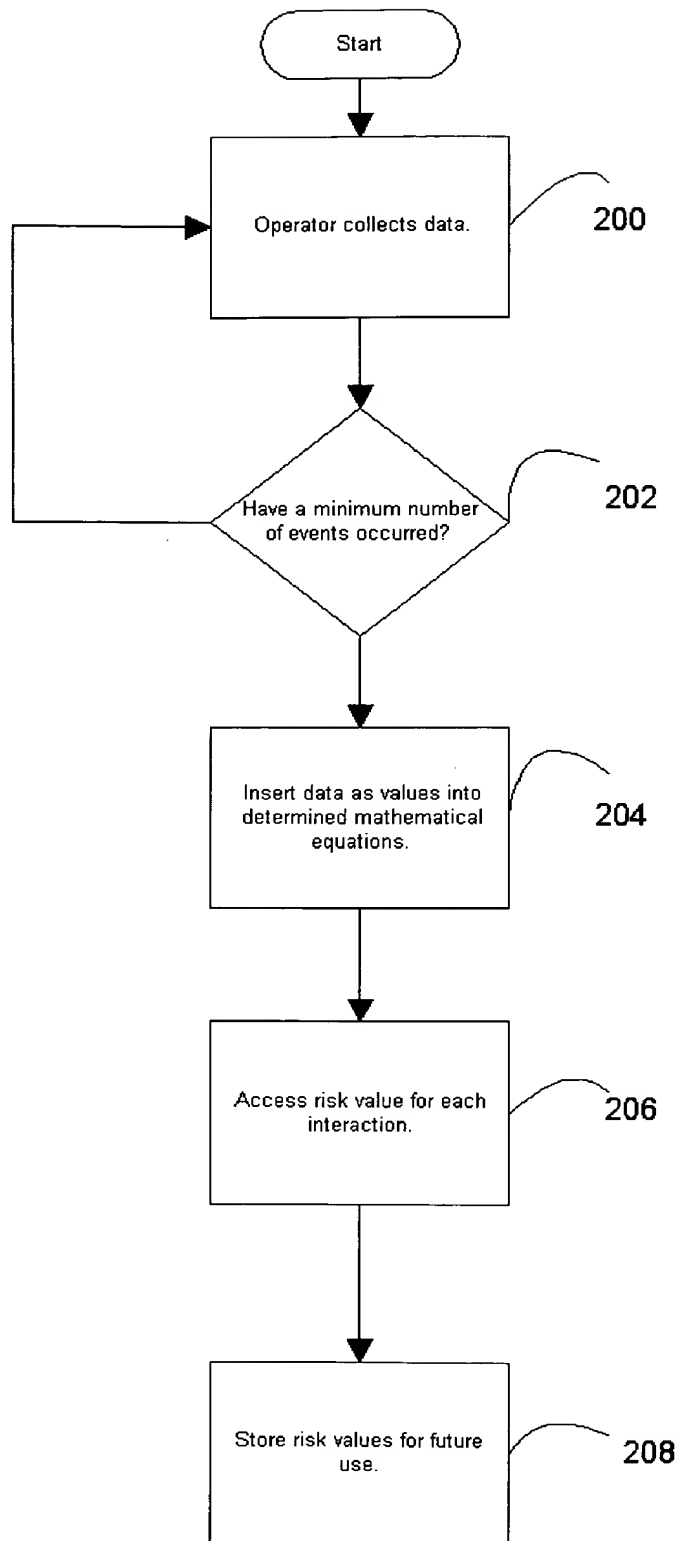 Start
Operator collects data.
200
Have a minimum number
of events occurred?
202
Insert data as values into
determined mathematical
equations.
204
Access risk value for each
interaction.
206
Store risk values for future
use.
208